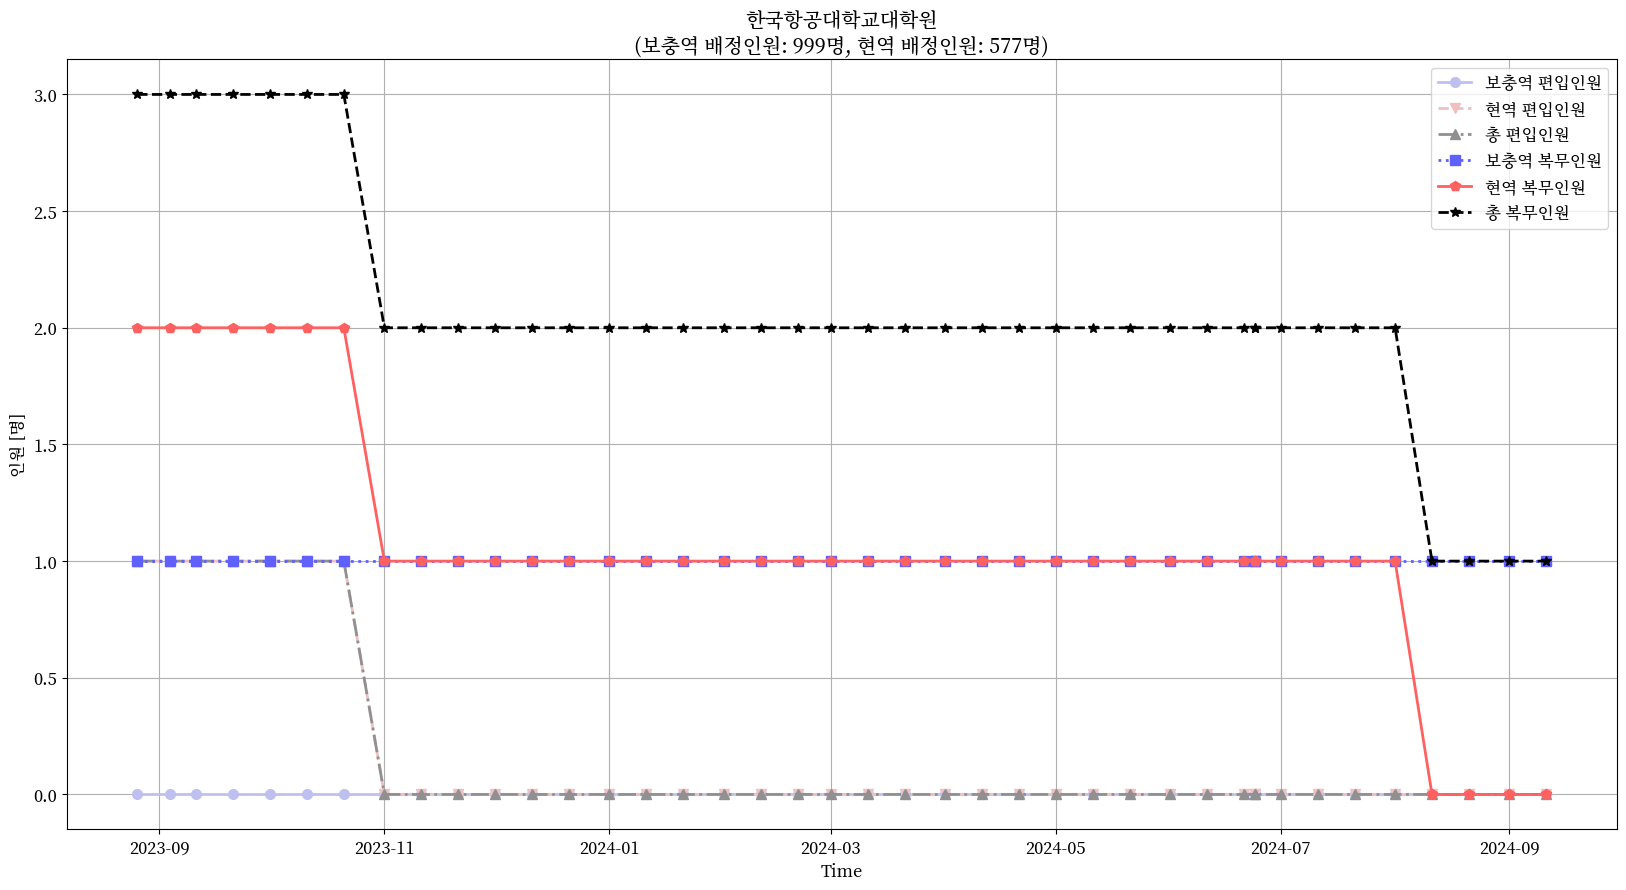 한국항공대학교대학원
(보충역 배정인원: 999명, 현역 배정인원: 577명)
보충역 편입인원
현역 편입인원
총 편입인원
보충역 복무인원
현역 복무인원
총 복무인원
3.0
2.5
2.0
1.5
1.0
0.5
0.0
인원 [명]
2023-09
2023-11
2024-01
2024-03
2024-05
2024-07
2024-09
Time